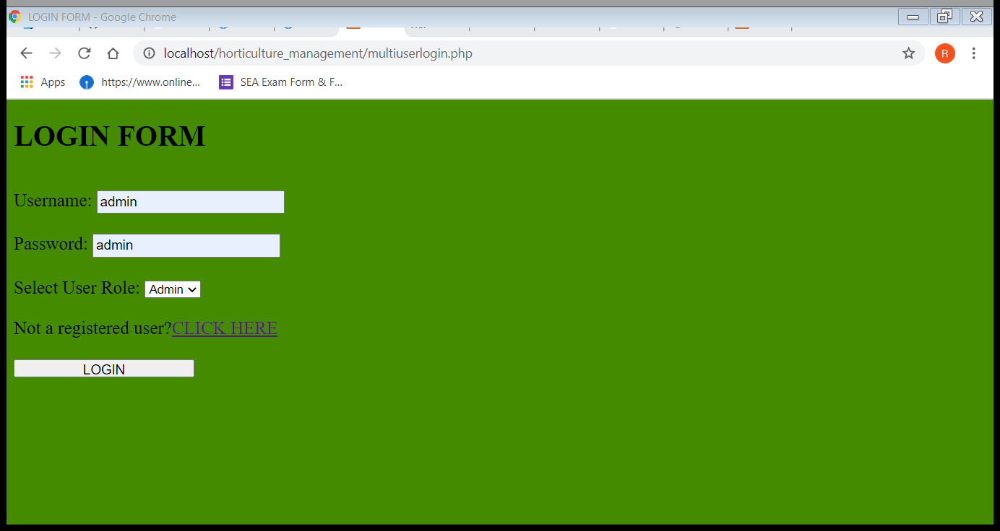 LOGIN FORM - Google Chrome
localhost/horticulture_management/multiuserlogin.php
R
Apps
https://www.online...
SEA Exam Form & F...
LOGIN FORM
Username: admin
Password: admin
Select User Role: Admin
Not a registered user?CLICK HERE
LOGIN